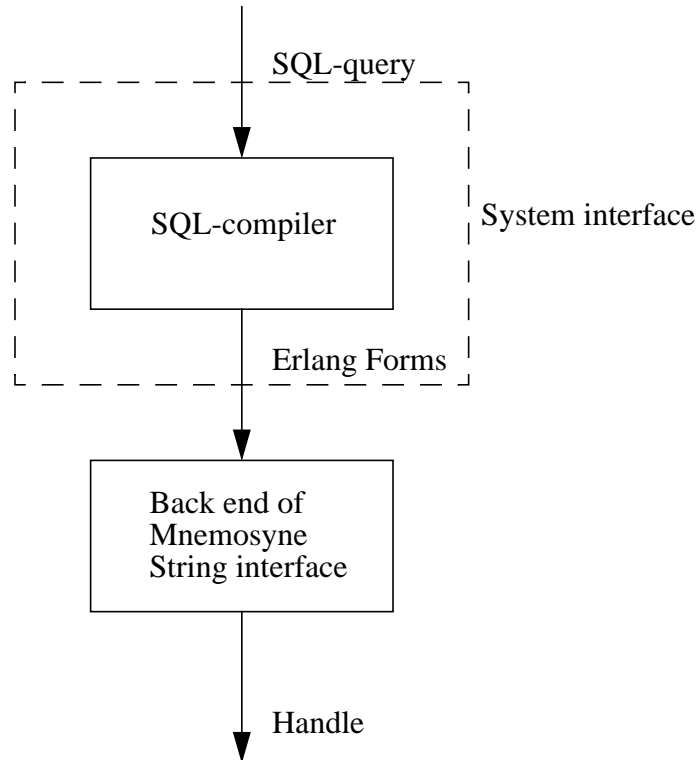 SQL-query
SQL-compiler
System interface
Erlang Forms
Back end of
Mnemosyne
String interface
Handle